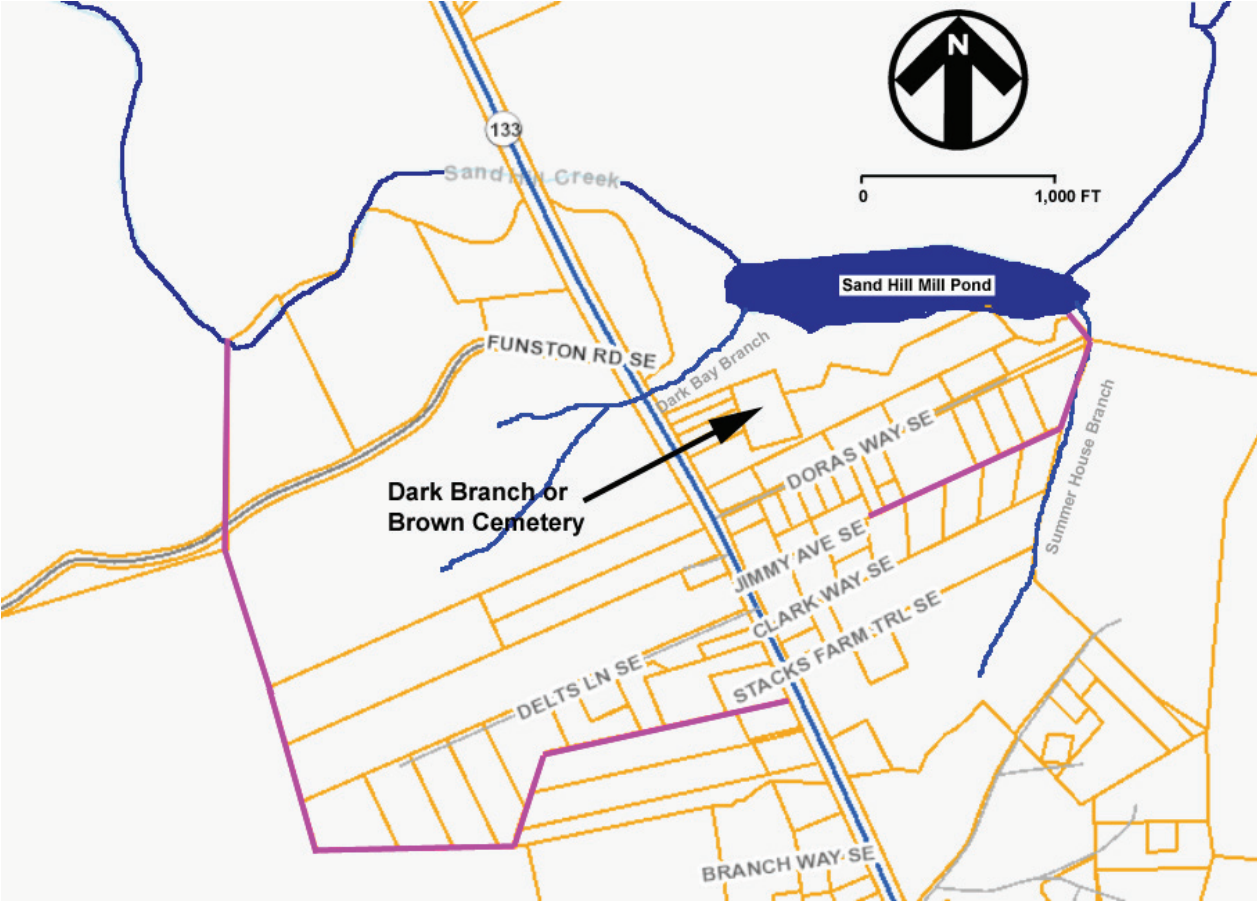 N
133
0
1,000 FT
Sand Hill Creek
Sand Hill Mill Pond
FUNSTON RD SE
Dark Bay Branch
Summer House Branch
DORAS WAY SE
Dark Branch or
Brown Cemetery
JIMMY AVE SE
CLARK WAY SE
STACKS FARM TRL SE
DELTS LN SE
BRANCH WAY SE